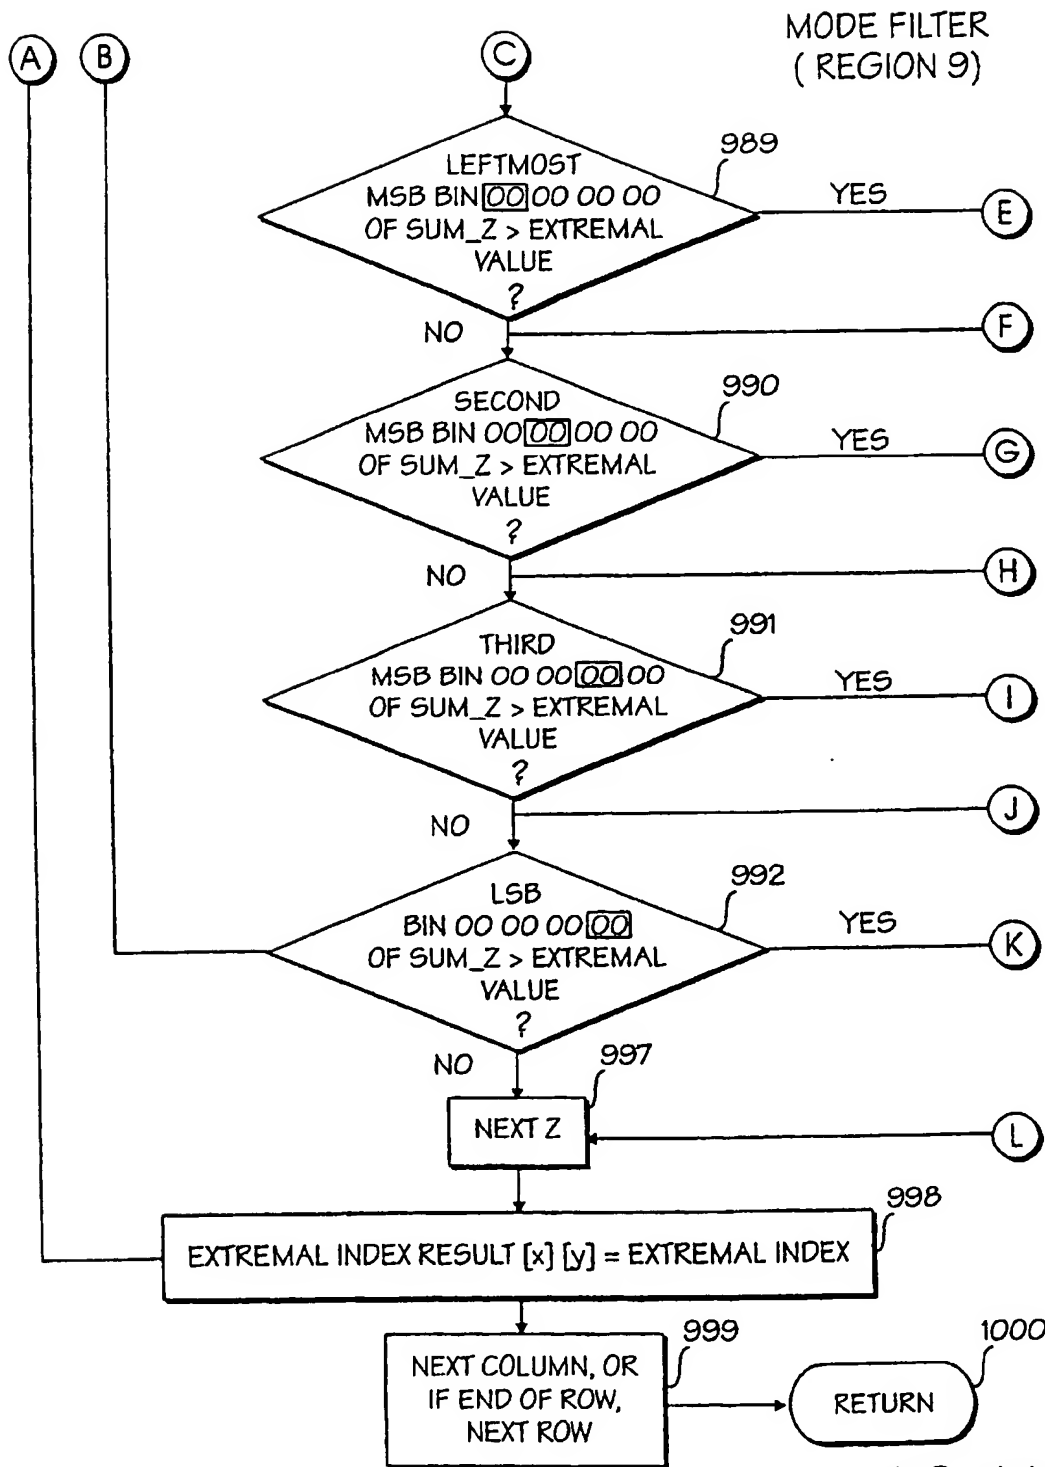 MODE FILTER
( REGION 9)
A
B
C
989
LEFTMOST
MSB BIN 00 00 00 00
OF SUM_Z > EXTREMAL
VALUE
?
YES
E
NO
F
990
SECOND
MSB BIN 00 00 00 00
OF SUM_Z > EXTREMAL
VALUE
?
YES
G
NO
H
991
THIRD
MSB BIN 00 00 00 00
OF SUM_Z > EXTREMAL
VALUE
?
YES
I
NO
J
992
LSB
BIN 00 00 00 00
OF SUM_Z > EXTREMAL
VALUE
?
YES
K
NO
997
NEXT Z
L
998
EXTREMAL INDEX RESULT [x] [y] = EXTREMAL INDEX
999
NEXT COLUMN, OR
IF END OF ROW,
NEXT ROW
1000
RETURN